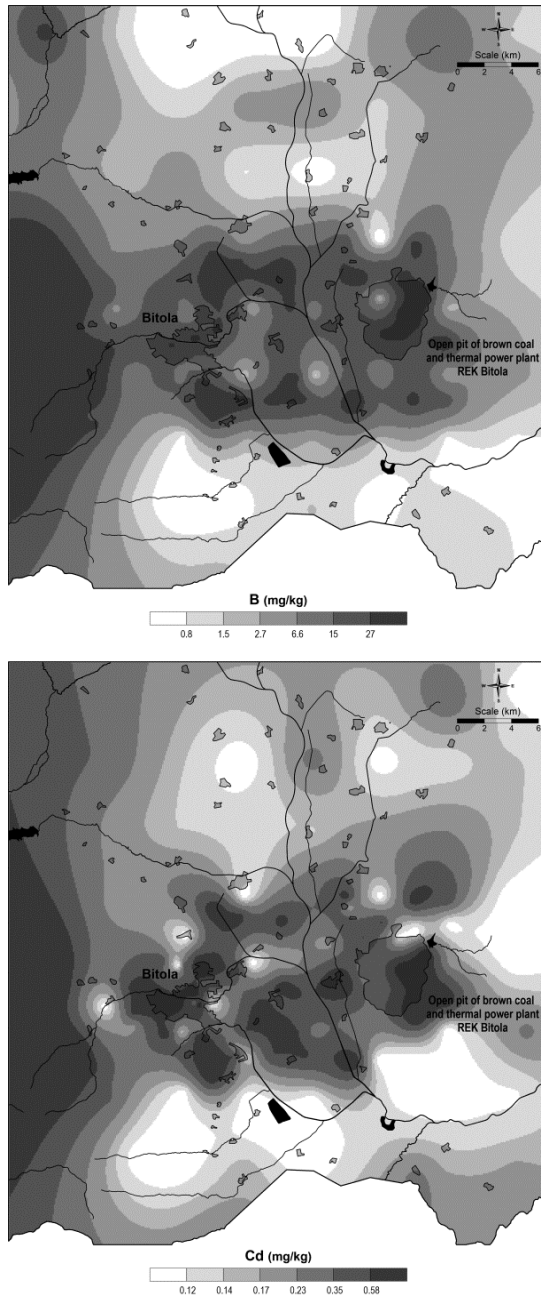 N
Scale (km)
0 2 4 6
Bitola
Open pit of brown coal
and thermal power plant
REK Bitola
B (mg/kg)
0.8 1.5 2.7 6.6 15 27
Scale (km)
0 2 4 6
Bitola
Open pit of brown coal
and thermal power plant
REK Bitola
Cd (mg/kg)
0.12 0.14 0.17 0.23 0.35 0.58